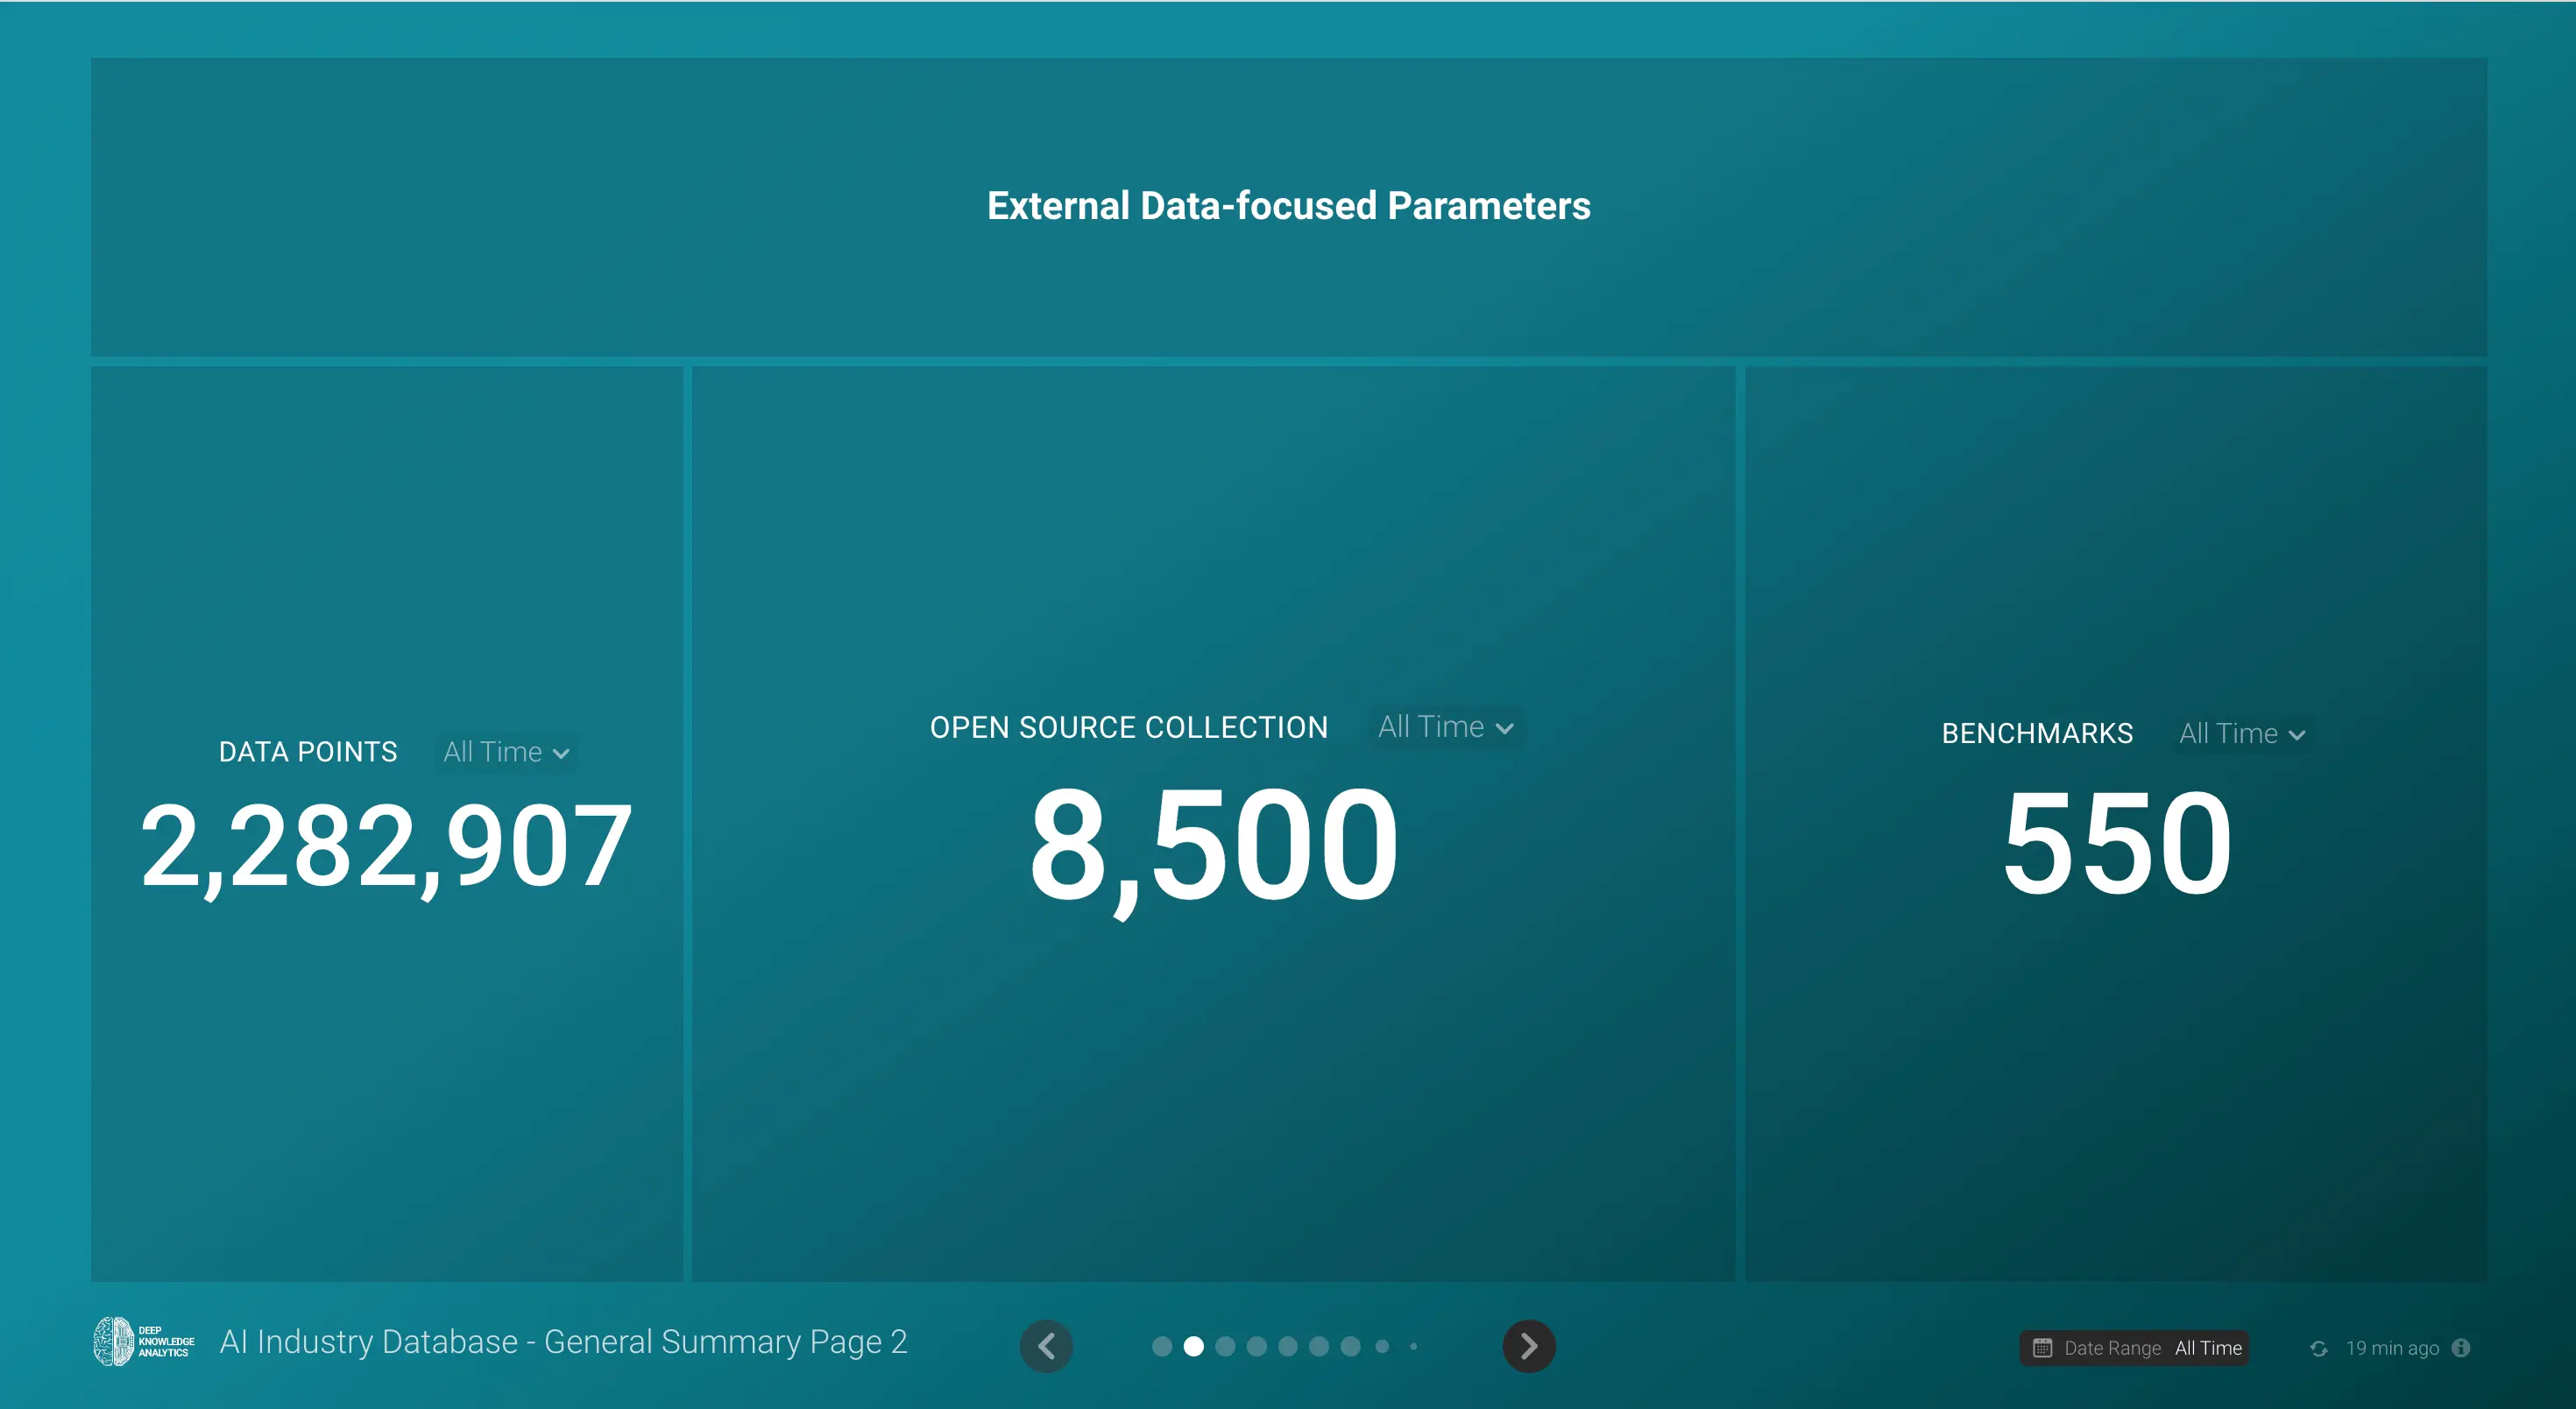 External Data-focused Parameters
DATA POINTS All Time
2,282,907
OPEN SOURCE COLLECTION All Time
8,500
BENCHMARKS All Time
550
DEEP
KNOWLEDGE
ANALYTICS
AI Industry Database - General Summary Page 2
Date Range All Time
19 min ago